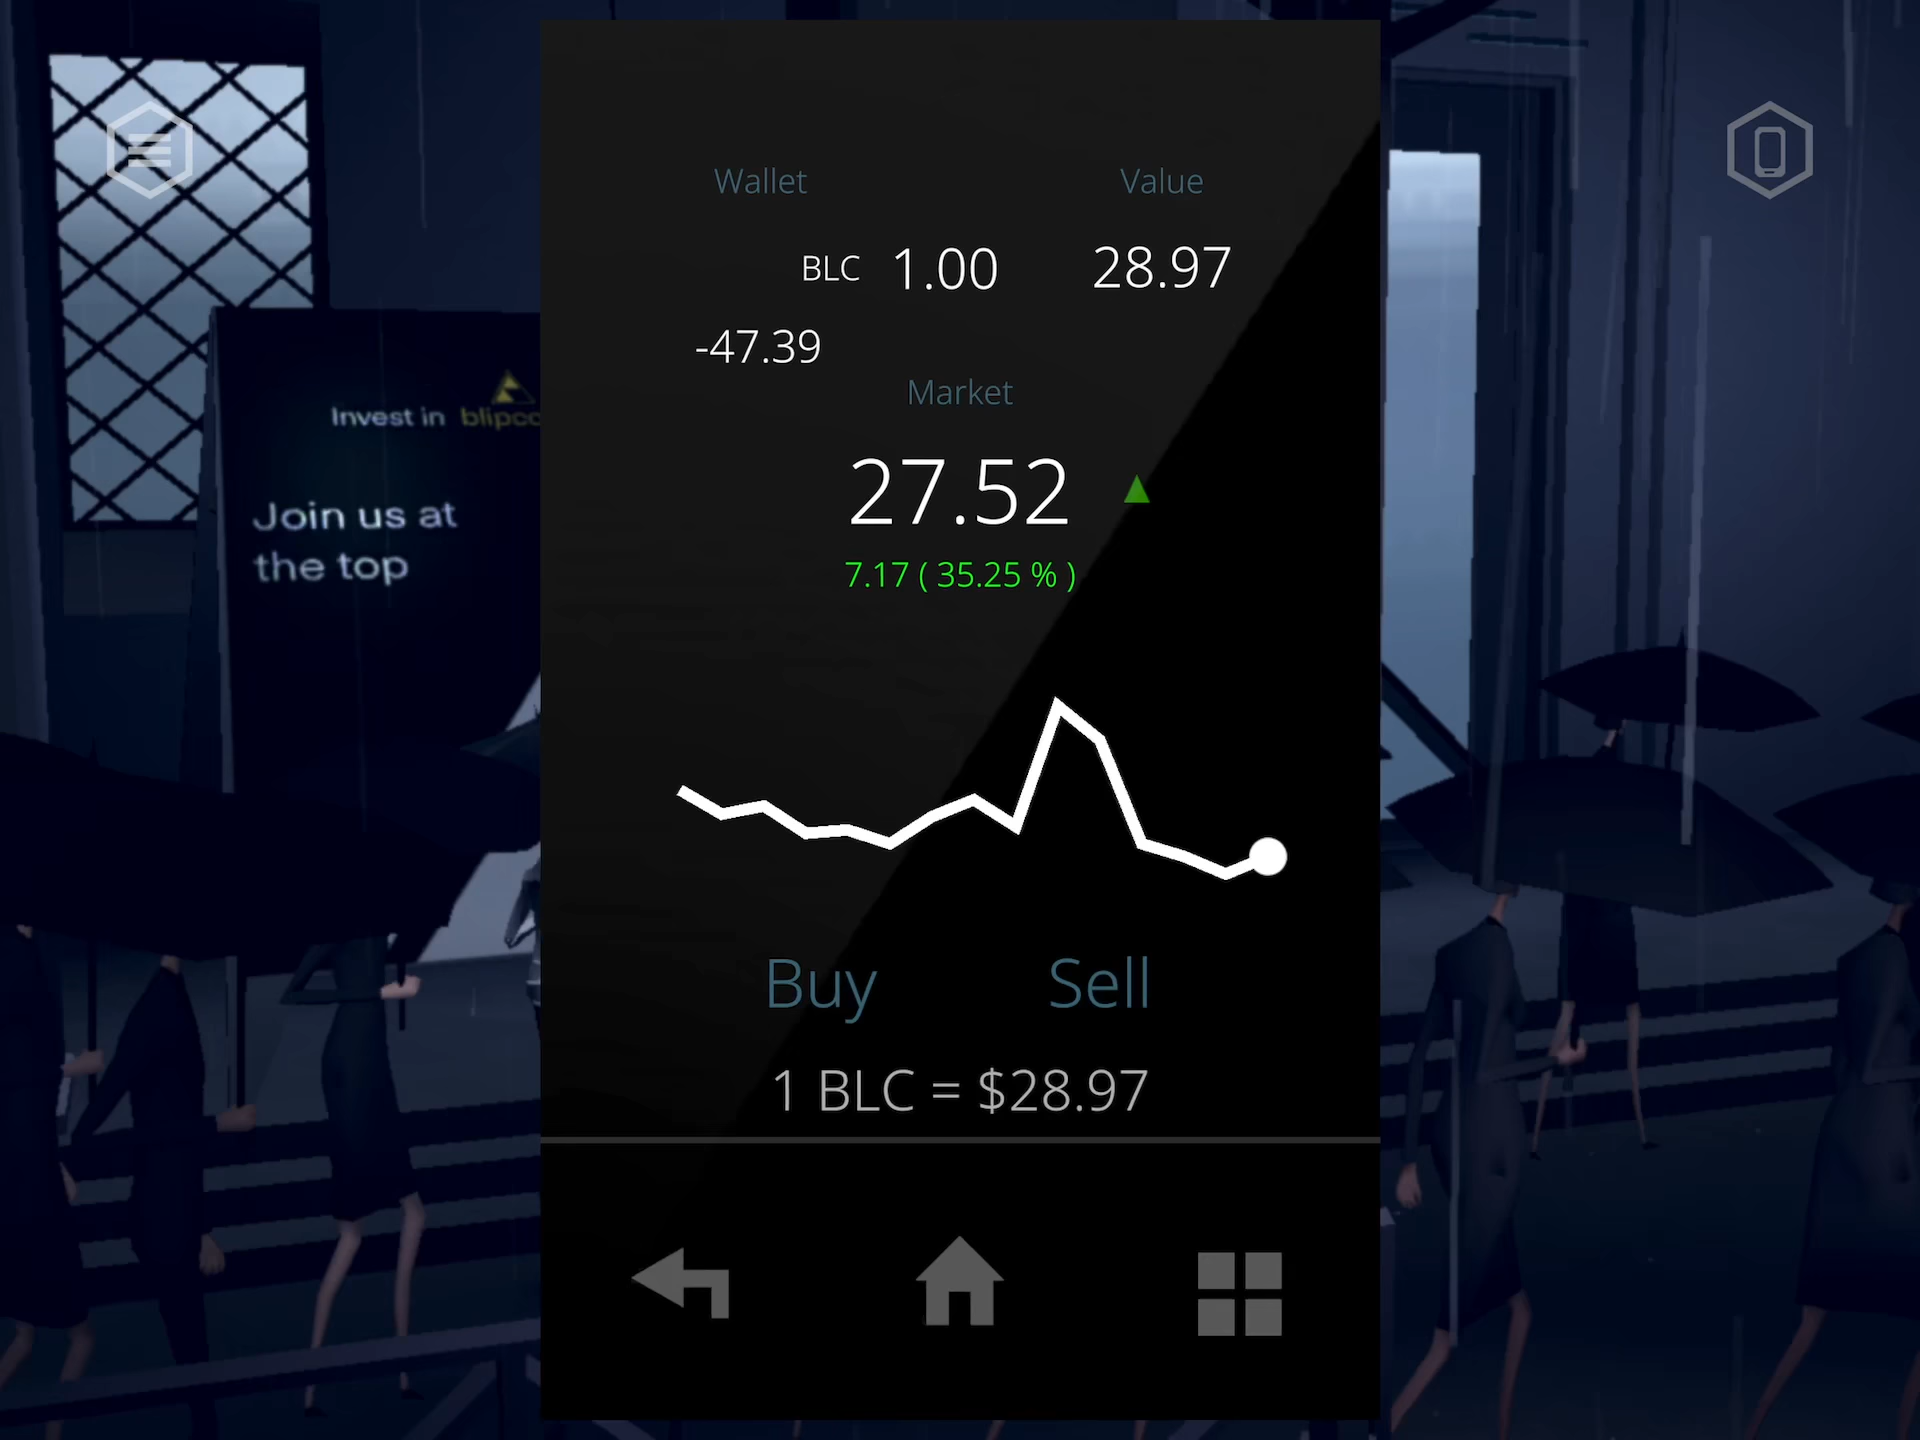 Wallet Value
BLC 1.00 28.97
-47.39
Market
27.52
7.17 ( 35.25 % )
Invest in blipco
Join us at
the top
Buy Sell
1 BLC = $28.97